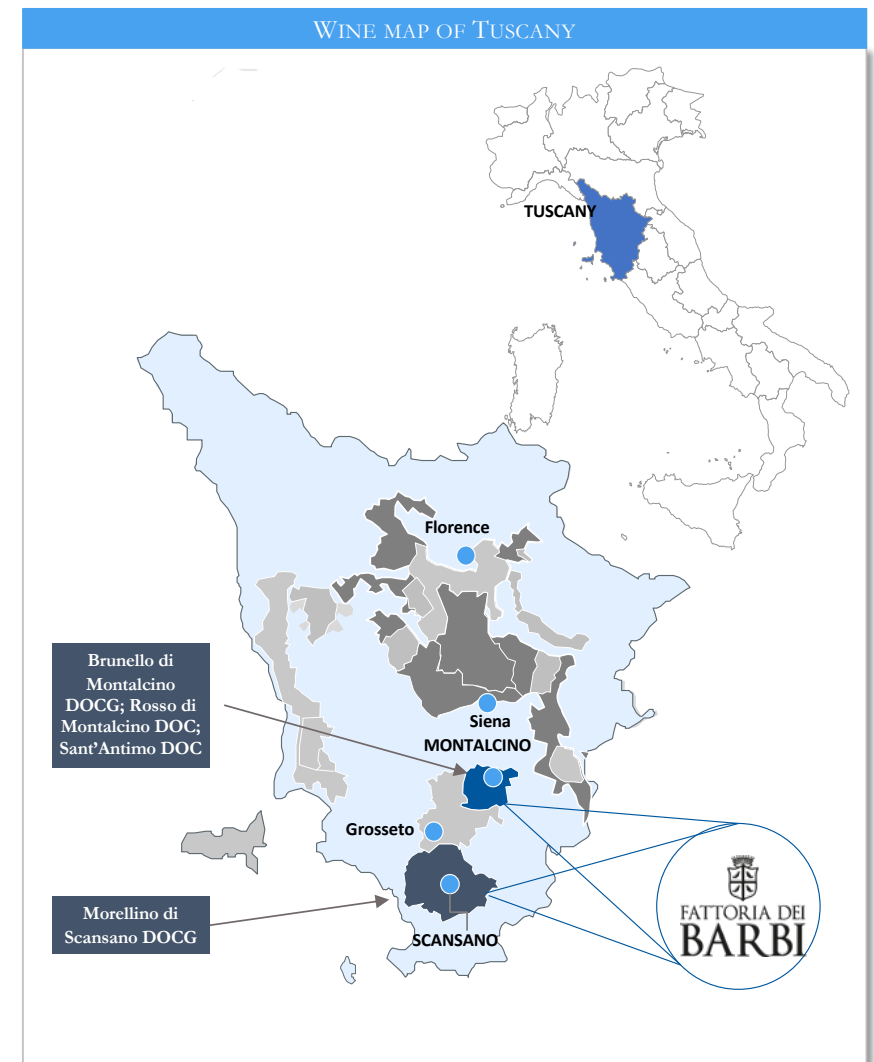 WINE MAP OF TUSCANY
TUSCANY
Florence
Brunello di
Montalcino
DOCG; Rosso di
Montalcino DOC;
Sant'Antimo DOC
Siena
MONTALCINO
Grosseto
Morellino di
Scansano DOCG
SCANSANO
FATTORIA DEI
BARBI